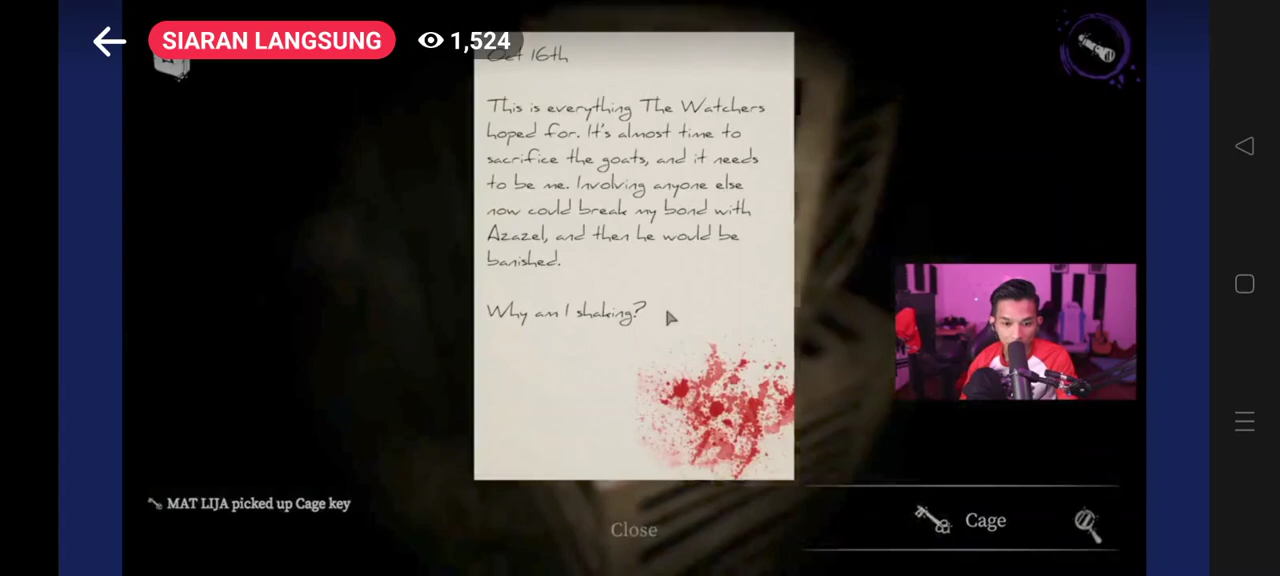 SIARAN LANGSUNG
1,524
Oct 16th
This is everything The Watchers
hoped for. It's almost time to
sacrifice the goats, and it needs
to be me. Involving anyone else
now could break my bond with
Azazel, and then he would be
banished.
Why am I shaking?
MAT LIJA picked up Cage key
Close
Cage